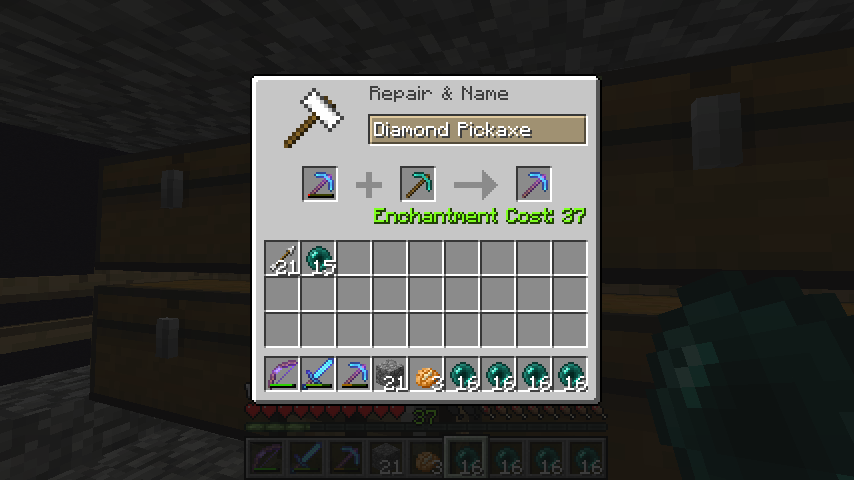 Repair & Name
Diamond Pickaxe
Enchantment Cost: 37
21 15
21 3 16 16 16 16
37
21 3 16 16 16 16